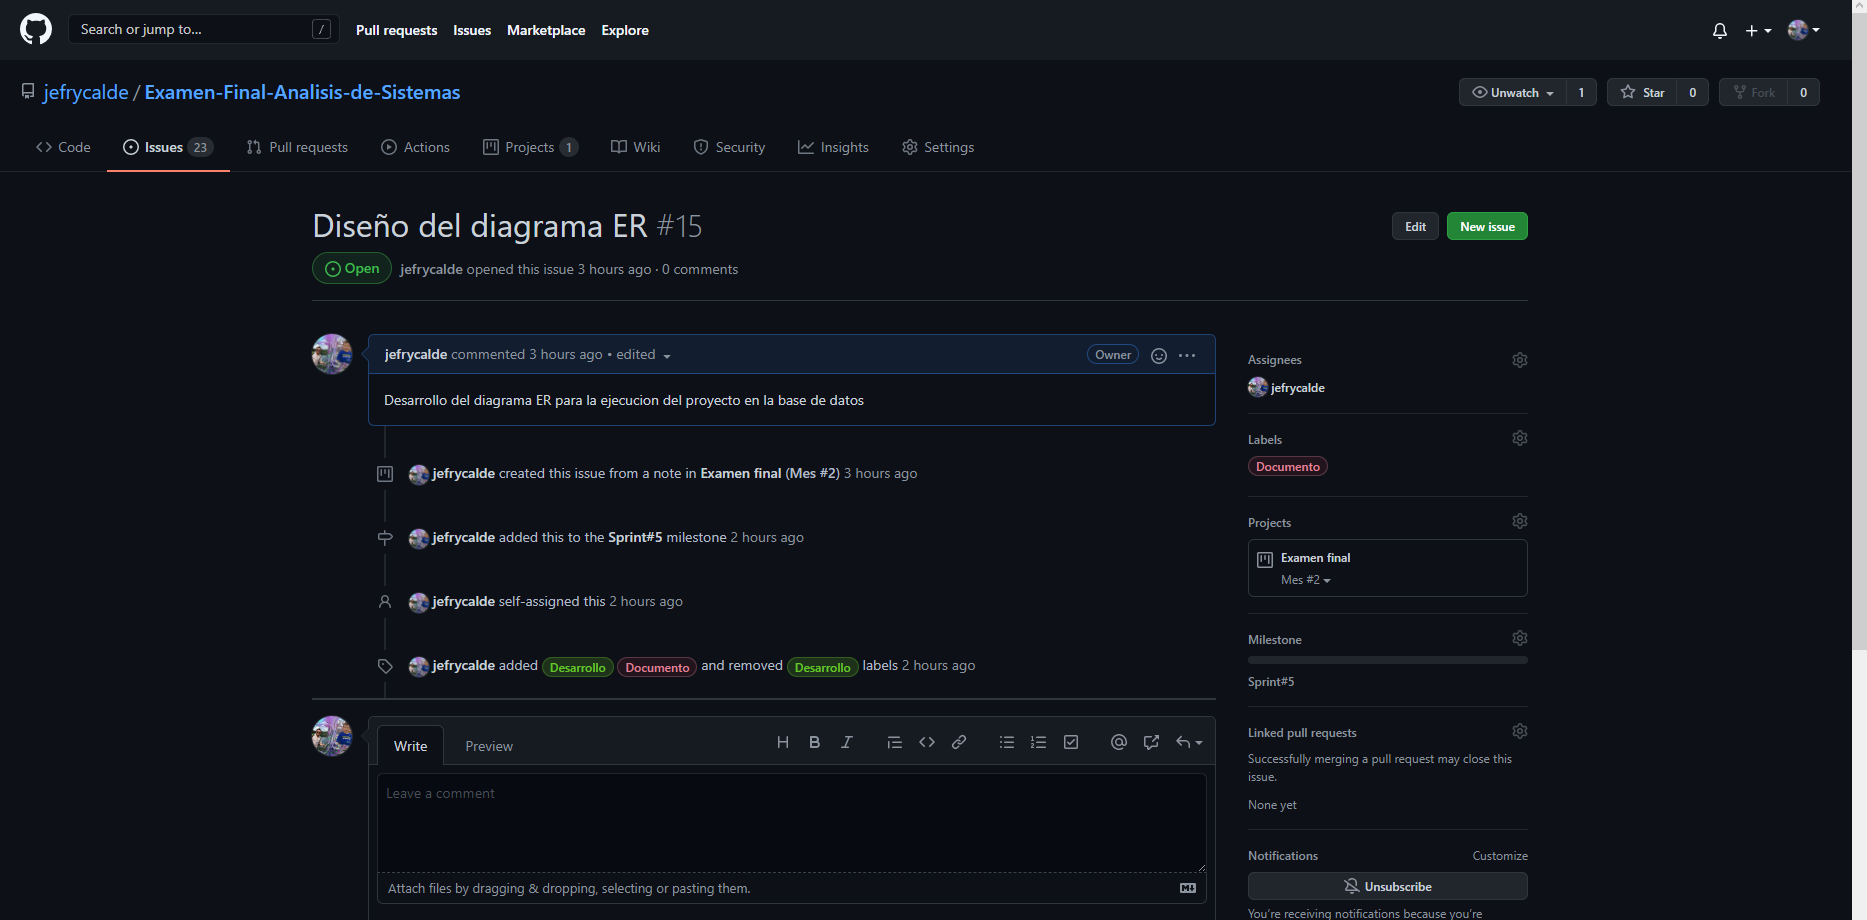 Search or jump to... /
Pull requests Issues Marketplace Explore
jefrycalde / Examen-Final-Analisis-de-Sistemas
Unwatch 1 Star 0 Fork 0
Code Issues 23 Pull requests Actions Projects 1 Wiki Security Insights Settings
Diseño del diagrama ER #15
Edit New issue
Open jefrycalde opened this issue 3 hours ago · 0 comments
jefrycalde commented 3 hours ago • edited
Owner
Desarrollo del diagrama ER para la ejecucion del proyecto en la base de datos
jefrycalde created this issue from a note in Examen final (Mes #2) 3 hours ago
jefrycalde added this to the Sprint#5 milestone 2 hours ago
jefrycalde self-assigned this 2 hours ago
jefrycalde added Desarrollo Documento and removed Desarrollo labels 2 hours ago
Write Preview
H B I
Leave a comment
Attach files by dragging & dropping, selecting or pasting them.
Assignees
jefrycalde
Labels
Documento
Projects
Examen final
Mes #2
Milestone
Sprint#5
Linked pull requests
Successfully merging a pull request may close this
issue.
None yet
Notifications Customize
Unsubscribe
You're receiving notifications because you're